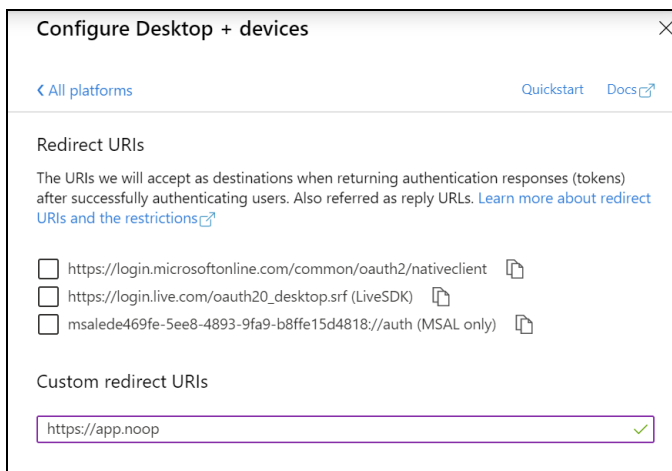 Configure Desktop + devices
All platforms
Quickstart Docs
Redirect URIs
The URIs we will accept as destinations when returning authentication responses (tokens)
after successfully authenticating users. Also referred as reply URLs. Learn more about redirect
URIs and the restrictions
https://login.microsoftonline.com/common/oauth2/nativeclient
https://login.live.com/oauth20_desktop.srf (LiveSDK)
msalede469fe-5ee8-4893-9fa9-b8ffe15d4818://auth (MSAL only)
Custom redirect URIs
https://app.noop